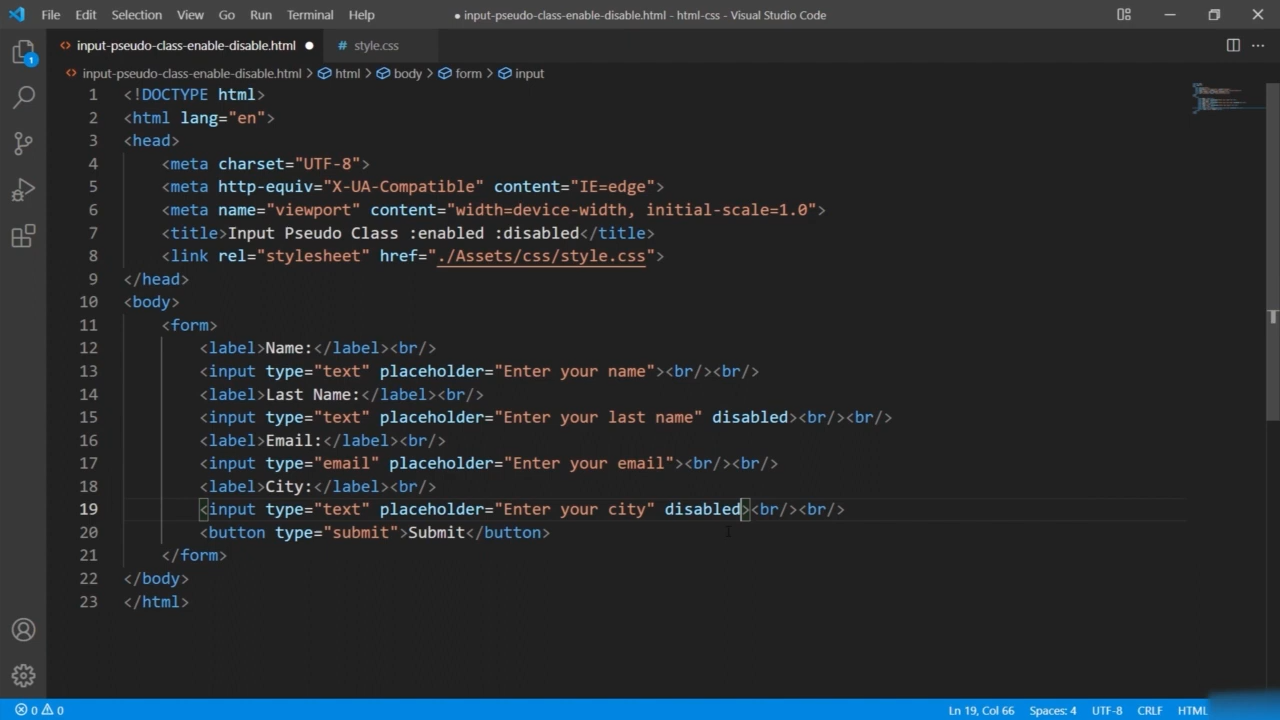 File Edit Selection View Go Run Terminal Help ● input-pseudo-class-enable-disable.html - html-css - Visual Studio Code
input-pseudo-class-enable-disable.html ● # style.css
input-pseudo-class-enable-disable.html > html > body > form > input
1 <!DOCTYPE html>
2 <html lang="en">
3 <head>
4 <meta charset="UTF-8">
5 <meta http-equiv="X-UA-Compatible" content="IE=edge">
6 <meta name="viewport" content="width=device-width, initial-scale=1.0">
7 <title>Input Pseudo Class :enabled :disabled</title>
8 <link rel="stylesheet" href="./Assets/css/style.css">
9 </head>
10 <body>
11 <form>
12 <label>Name:</label><br/>
13 <input type="text" placeholder="Enter your name"><br/><br/>
14 <label>Last Name:</label><br/>
15 <input type="text" placeholder="Enter your last name" disabled><br/><br/>
16 <label>Email:</label><br/>
17 <input type="email" placeholder="Enter your email"><br/><br/>
18 <label>City:</label><br/>
19 <input type="text" placeholder="Enter your city" disabled><br/><br/>
20 <button type="submit">Submit</button>
21 </form>
22 </body>
23 </html>
1
0 0 Ln 19, Col 66 Spaces: 4 UTF-8 CRLF HTML